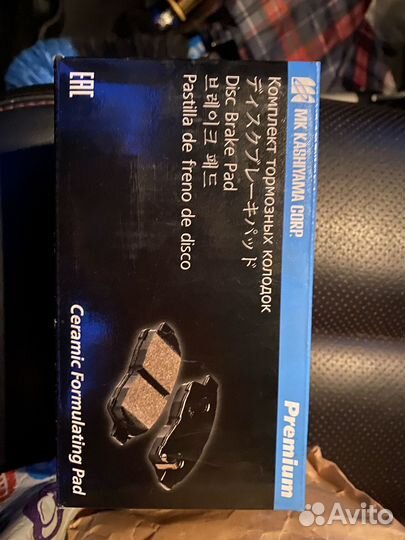 MK KASHIYAMA CORP
Premium
Комплект тормозных колодок
ディスクブレーキパッド
Disc Brake Pad
브레이크 패드
Pastilla de freno de disco
EAC
Ceramic Formulating Pad
Avito